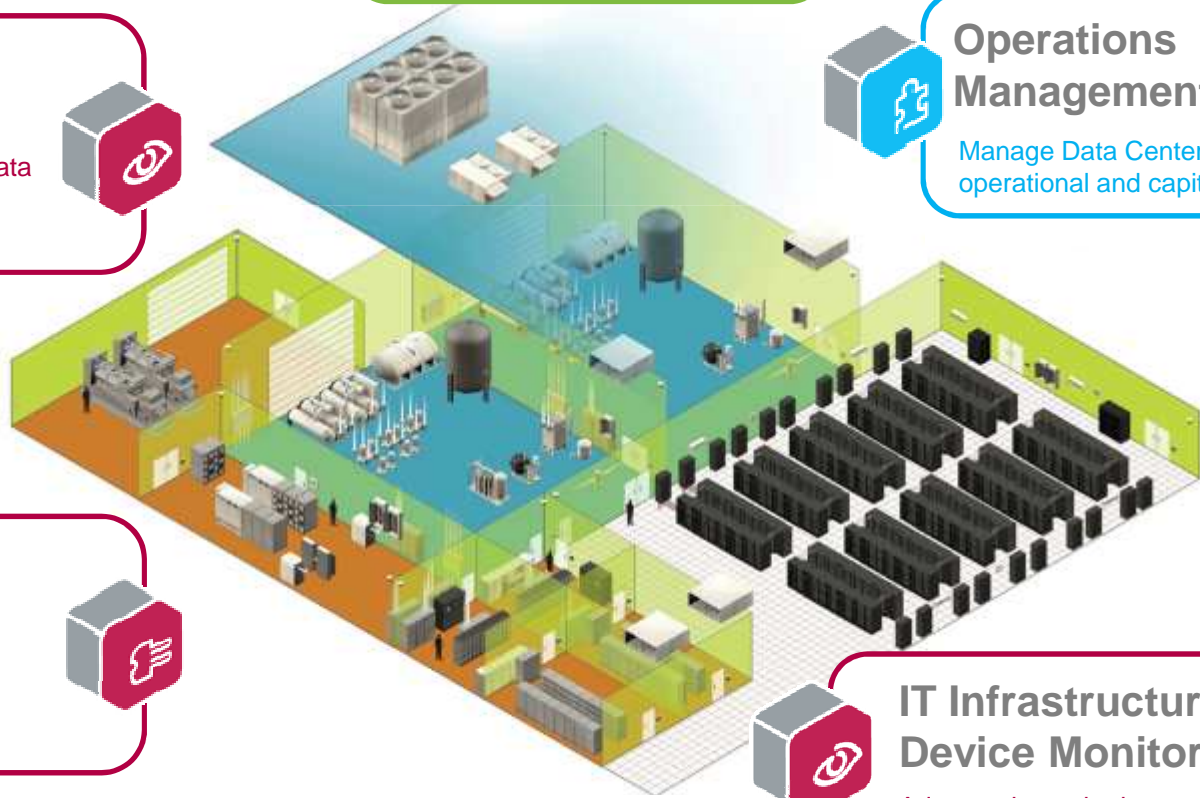 Operations
Management
Manage Data Center
operational and capit
ata
IT Infrastructur
Device Monitor